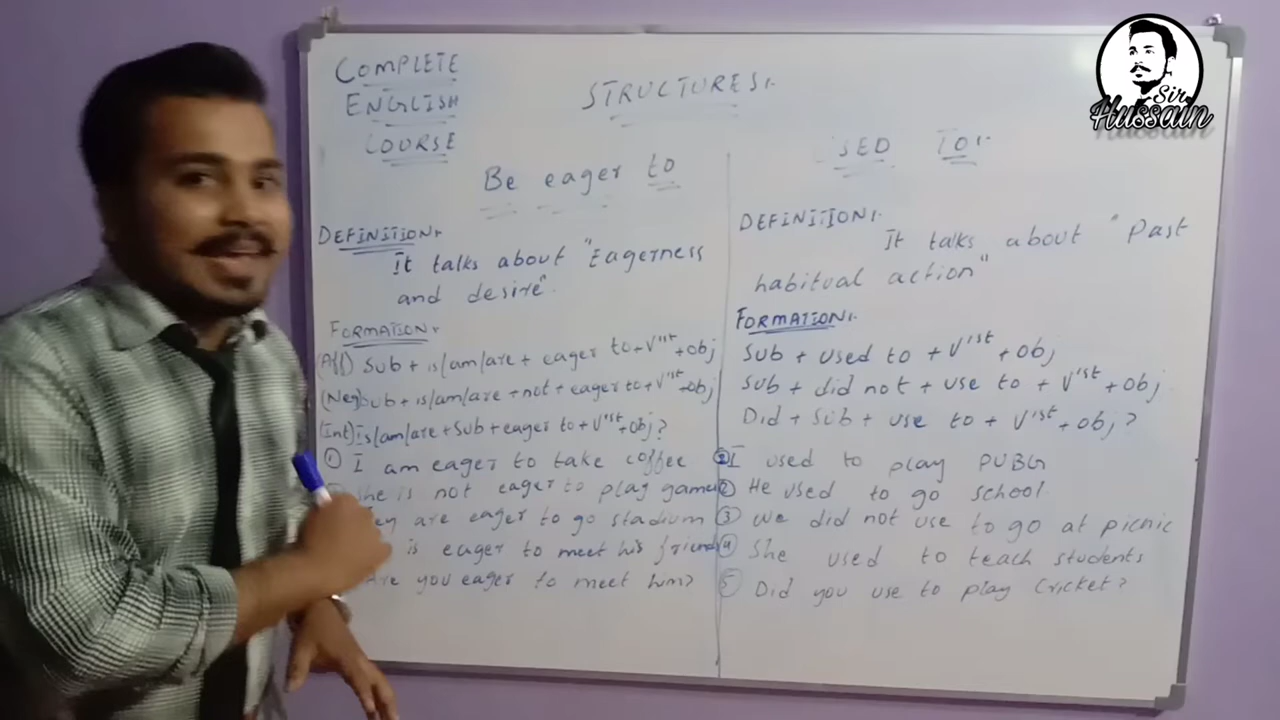 COMPLETE
ENGLISH
COURSE
STRUCTURES:-
Be eager to
DEFINITION:-
It talks about "Eagerness
and desire".
FORMATION:-
(Aff) Sub + is/am/are + eager to + V1st + Obj
(Neg) Sub + is/am/are + not + eager to + V1st + Obj
(Int) Is/am/are + Sub + eager to + V1st + Obj?
① I am eager to take coffee
She is not eager to play games
are eager to go stadium
is eager to meet his friends
Are you eager to meet him?
SED TO:-
DEFINITION:-
It talks about "Past
habitual action"
FORMATION:-
Sub + used to + V1st + Obj
Sub + did not + use to + V1st + Obj
Did + Sub + use to + V1st + Obj?
I used to play PUBG
② He used to go school
③ We did not use to go at picnic
④ She used to teach students
⑤ Did you use to play Cricket?
Sir
Hussain